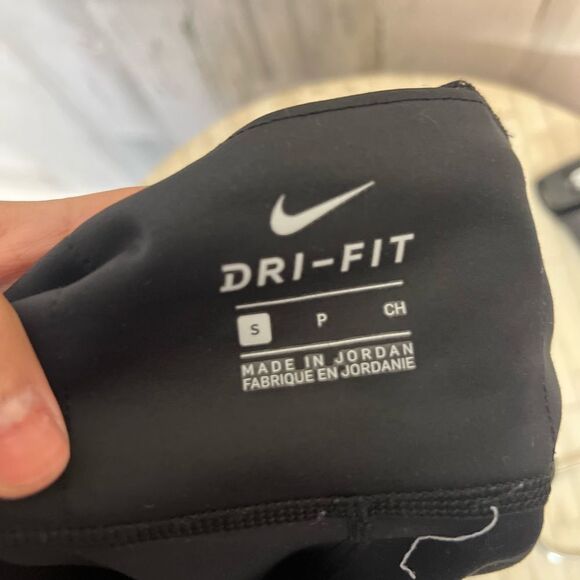 DRI-FIT
S P CH
MADE IN JORDAN
FABRIQUE EN JORDANIE